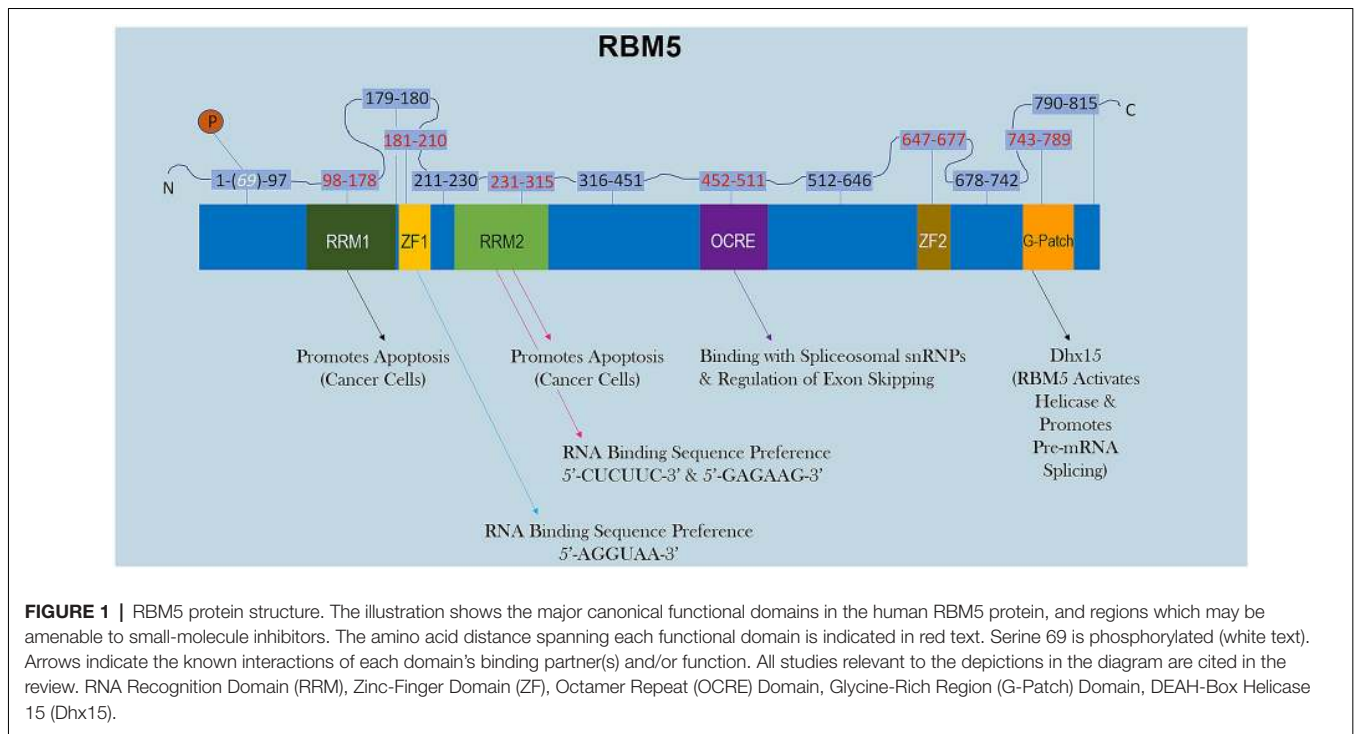 RBM5
179-180
790-815
C
P
181-210
647-677
743-789
N
1-(69)-97
98-178
211-230
231-315
316-451
452-511
512-646
678-742
RRM1
ZF1
RRM2
OCRE
ZF2
G-Patch
Promotes Apoptosis
(Cancer Cells)
Promotes Apoptosis
(Cancer Cells)
Binding with Spliceosomal snRNPs
& Regulation of Exon Skipping
Dhx15
(RBM5 Activates
Helicase &
Promotes
Pre-mRNA
Splicing)
RNA Binding Sequence Preference
5’-CUCUUC-3’ & 5’-GAGAAG-3’
RNA Binding Sequence Preference
5’-AGGUAA-3’
FIGURE 1 | RBM5 protein structure. The illustration shows the major canonical functional domains in the human RBM5 protein, and regions which may be
amenable to small-molecule inhibitors. The amino acid distance spanning each functional domain is indicated in red text. Serine 69 is phosphorylated (white text).
Arrows indicate the known interactions of each domain’s binding partner(s) and/or function. All studies relevant to the depictions in the diagram are cited in the
review. RNA Recognition Domain (RRM), Zinc-Finger Domain (ZF), Octamer Repeat (OCRE) Domain, Glycine-Rich Region (G-Patch) Domain, DEAH-Box Helicase
15 (Dhx15).